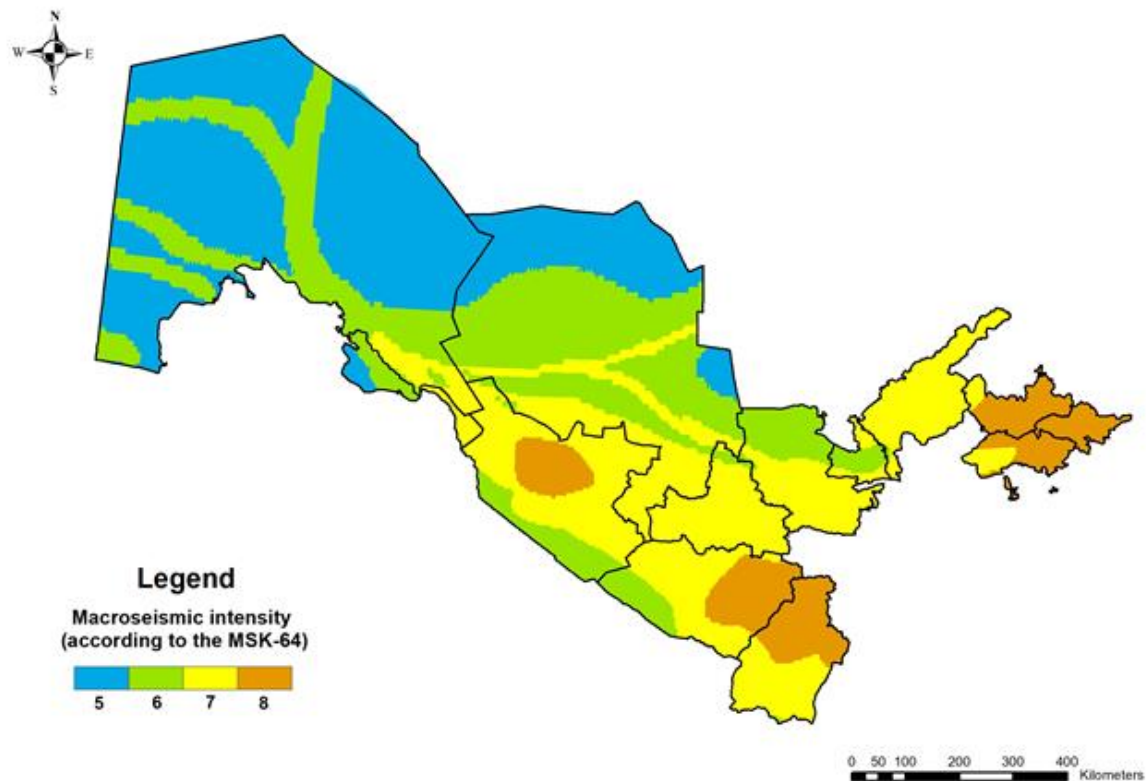 N
W E
S
Legend
Macroseismic intensity
(according to the MSK-64)
5 6 7 8
0 50 100 200 300 400
Kilometers